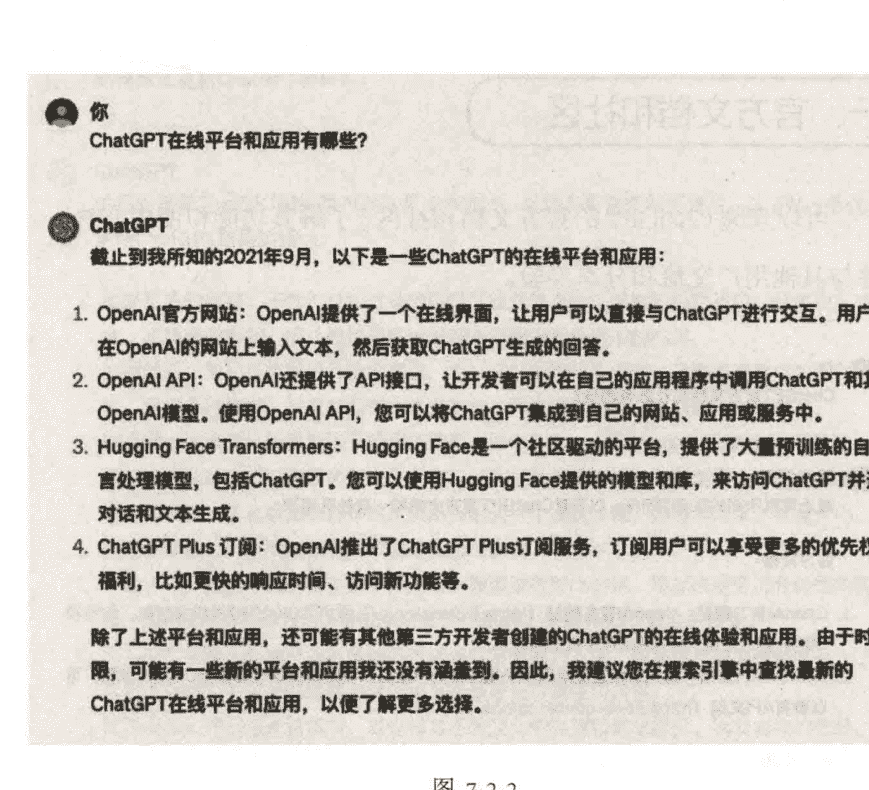 你
ChatGPT在线平台和应用有哪些?
ChatGPT
截止到我所知的2021年9月，以下是一些ChatGPT的在线平台和应用：
1. OpenAI官方网站：OpenAI提供了一个在线界面，让用户可以直接与ChatGPT进行交互。用户
在OpenAI的网站上输入文本，然后获取ChatGPT生成的回答。
2. OpenAI API：OpenAI还提供了API接口，让开发者可以在自己的应用程序中调用ChatGPT和
OpenAI模型。使用OpenAI API，您可以将ChatGPT集成到自己的网站、应用或服务中。
3. Hugging Face Transformers：Hugging Face是一个社区驱动的平台，提供了大量预训练的自
言处理模型，包括ChatGPT。您可以使用Hugging Face提供的模型和库，来访问ChatGPT并
对话和文本生成。
4. ChatGPT Plus 订阅：OpenAI推出了ChatGPT Plus订阅服务，订阅用户可以享受更多的优先权
福利，比如更快的响应时间、访问新功能等。
除了上述平台和应用，还可能有其他第三方开发者创建的ChatGPT的在线体验和应用。由于时
限，可能有一些新的平台和应用我还没有涵盖到。因此，我建议您在搜索引擎中查找最新的
ChatGPT在线平台和应用，以便了解更多选择。
图 7-2-2